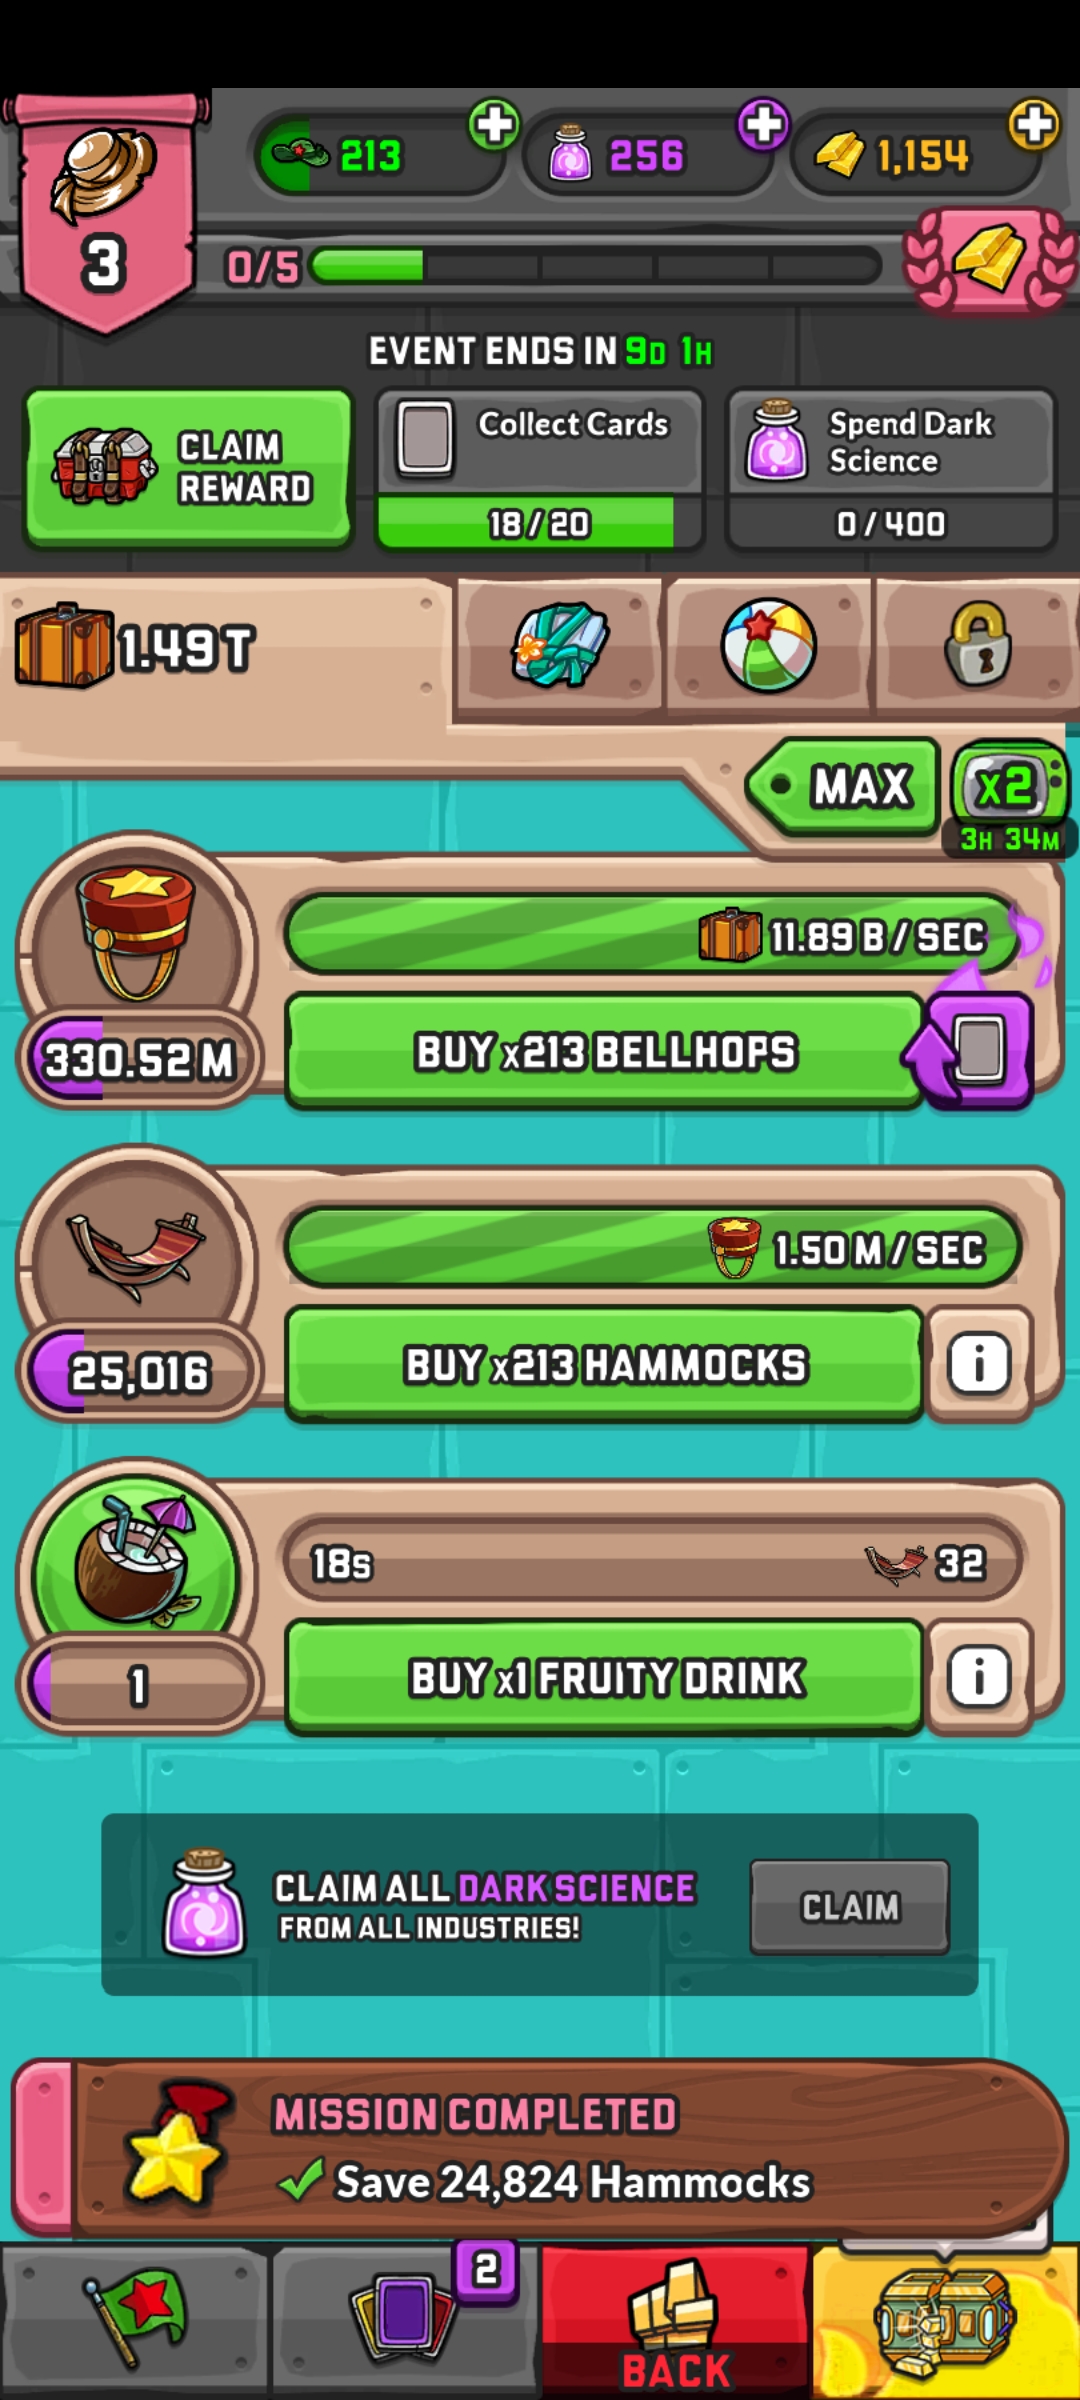 213
256
1,154
3
0/5
EVENT ENDS IN 9D 1H
CLAIM
REWARD
Collect Cards
18 / 20
Spend Dark
Science
0 / 400
1.49 T
MAX
x2
3H 34M
11.89 B / SEC
330.52 M
BUY x213 BELLHOPS
1.50 M / SEC
25,016
BUY x213 HAMMOCKS
i
18s
32
1
BUY x1 FRUITY DRINK
i
CLAIM ALL DARK SCIENCE
FROM ALL INDUSTRIES!
CLAIM
MISSION COMPLETED
Save 24,824 Hammocks
2
BACK